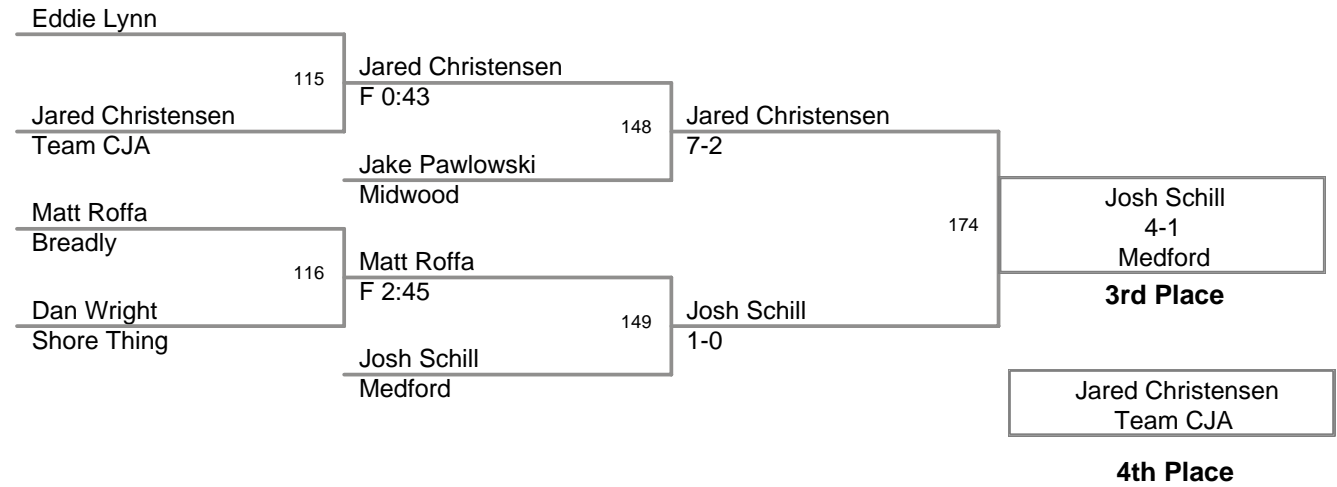 Eddie Lynn
115
Jared Christensen
F 0:43
Jared Christensen
Team CJA
148
Jared Christensen
7-2
Jake Pawlowski
Midwood
Matt Roffa
Breadly
174
Josh Schill
4-1
Medford
3rd Place
116
Matt Roffa
F 2:45
Dan Wright
Shore Thing
149
Josh Schill
1-0
Josh Schill
Medford
Jared Christensen
Team CJA
4th Place